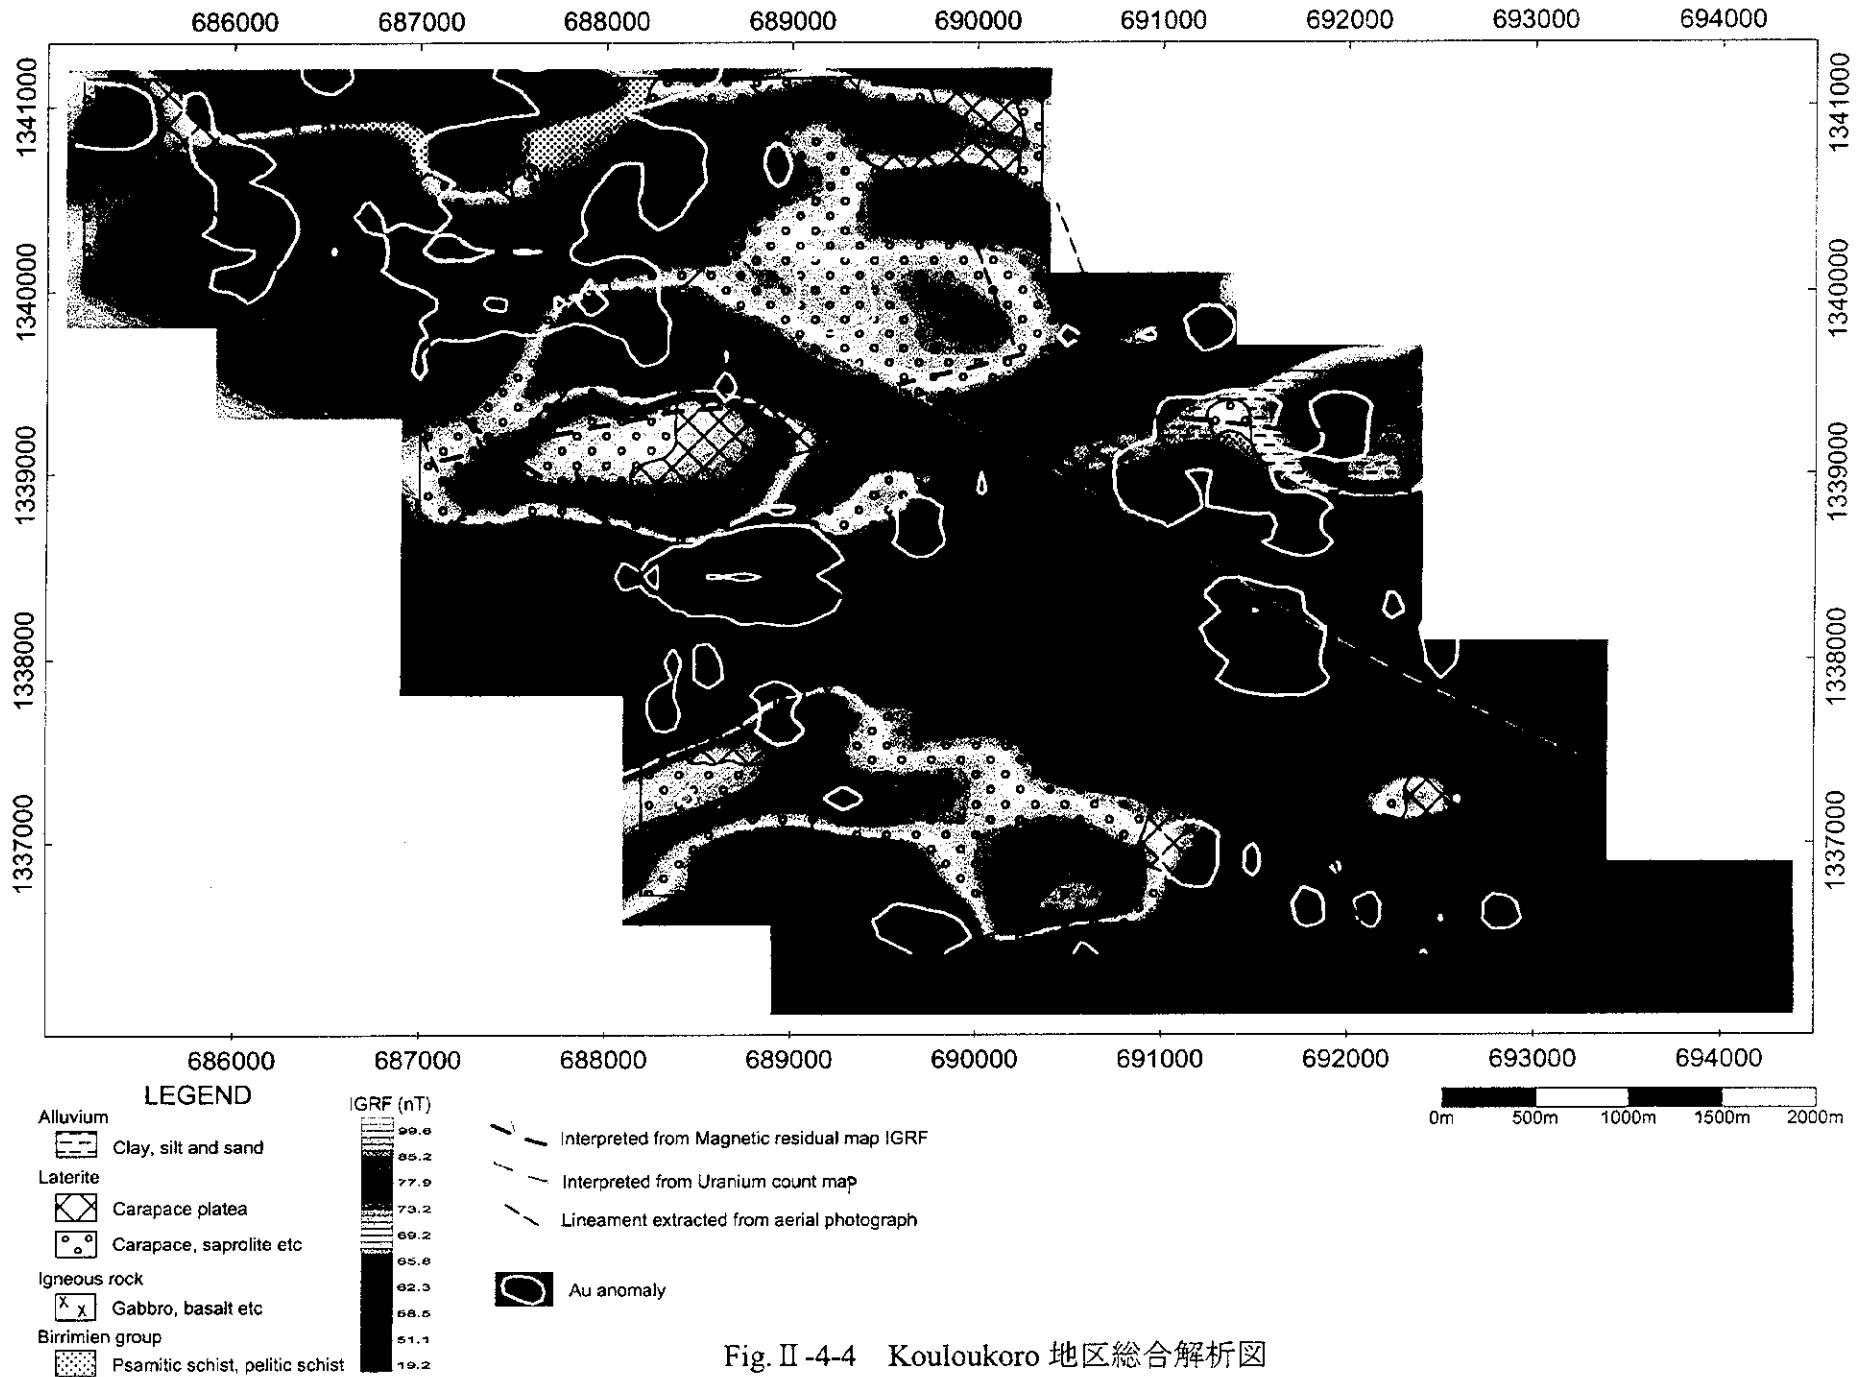 686000 687000 688000 689000 690000 691000 692000 693000 694000
1341000
1340000
1339000
1338000
1337000
1341000
1340000
1339000
1338000
1337000
686000 687000 688000 689000 690000 691000 692000 693000 694000
LEGEND
Alluvium
Clay, silt and sand
Laterite
Carapace platea
Carapace, saprolite etc
Igneous rock
Gabbro, basalt etc
Birrimien group
Psamitic schist, pelitic schist
IGRF (nT)
99.6
85.2
77.9
73.2
69.2
65.8
62.3
58.5
51.1
19.2
Interpreted from Magnetic residual map IGRF
Interpreted from Uranium count map
Lineament extracted from aerial photograph
Au anomaly
0m 500m 1000m 1500m 2000m
Fig. Ⅱ-4-4 Kouloukoro 地区総合解析図